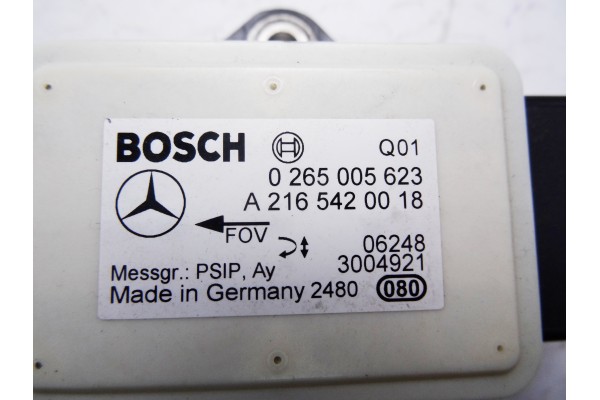 BOSCH Q01
0 265 005 623
A 216 542 00 18
FOV
06248
Messgr.: PSIP, Ay 3004921
Made in Germany 2480 080